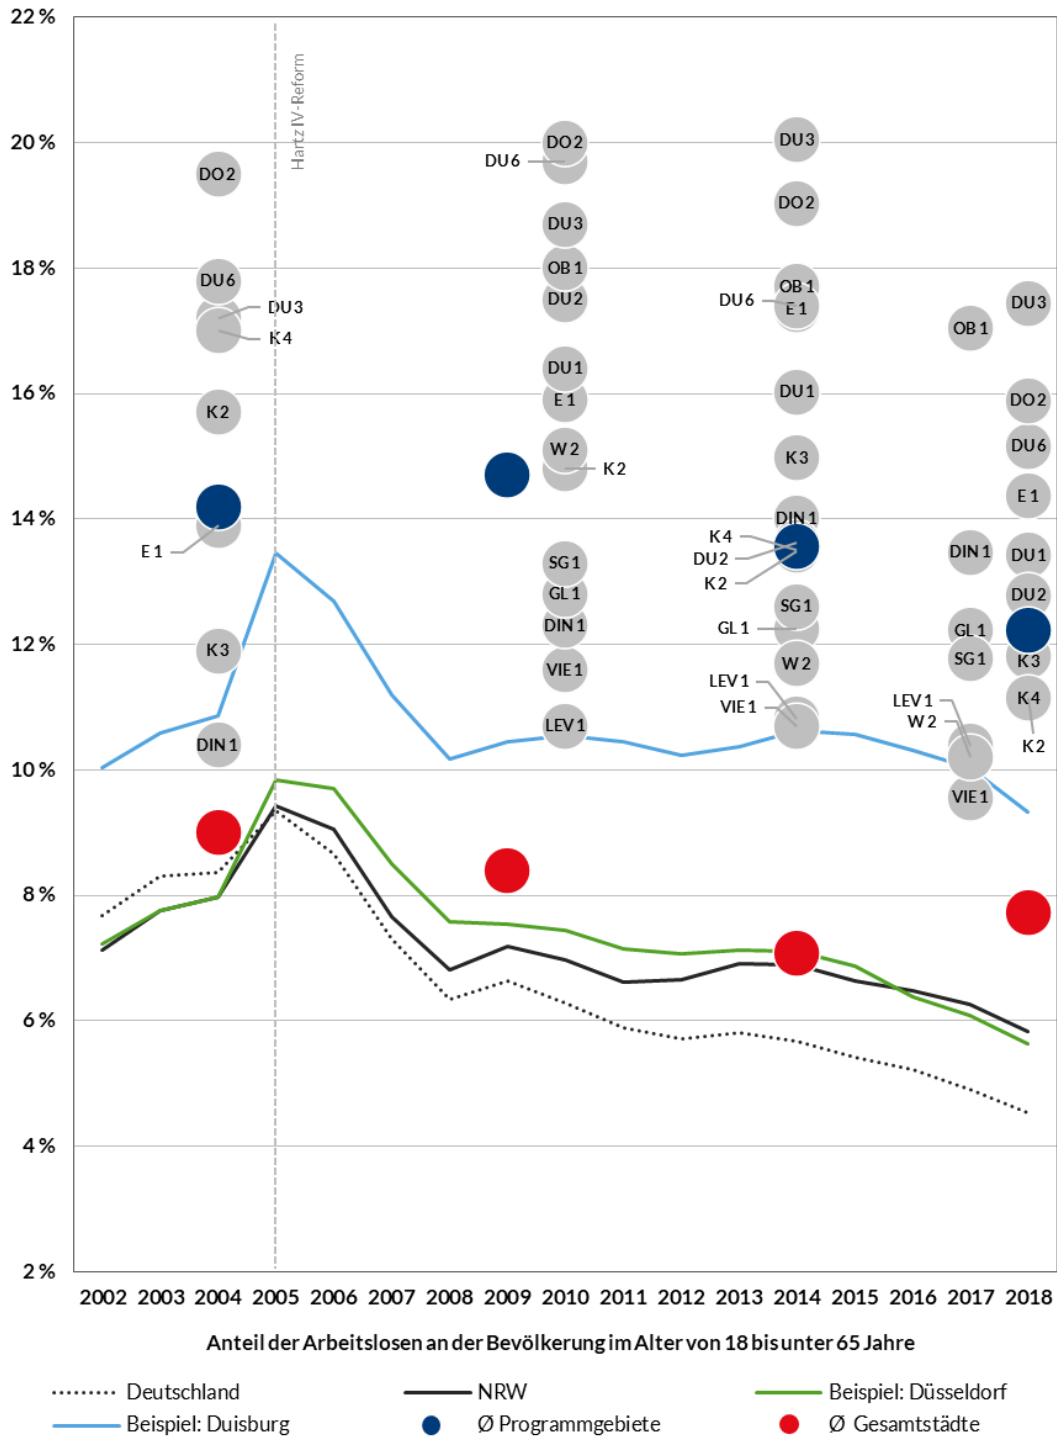 22 %
Hartz IV-Reform
20 %
DO 2
DU 6
DU 3
DO 2
DO 2
DU 3
18 %
DU 6
DU 3
K 4
OB 1
DU 2
OB 1
DU 6
E 1
OB 1
DU 3
16 %
K 2
DU 1
E 1
W 2
K 2
DU 1
K 3
DO 2
DU 6
E 1
14 %
E 1
SG 1
GL 1
DIN 1
DIN 1
K 4
DU 2
K 2
SG 1
GL 1
DIN 1
GL 1
DU 1
DU 2
12 %
K 3
VIE 1
LEV 1
W 2
LEV 1
VIE 1
SG 1
LEV 1
W 2
K 3
K 4
K 2
10 %
DIN 1
VIE 1
8 %
6 %
4 %
2 %
2002 2003 2004 2005 2006 2007 2008 2009 2010 2011 2012 2013 2014 2015 2016 2017 2018
Anteil der Arbeitslosen an der Bevölkerung im Alter von 18 bis unter 65 Jahre
Deutschland NRW Beispiel: Düsseldorf
Beispiel: Duisburg Ø Programmgebiete Ø Gesamtstädte